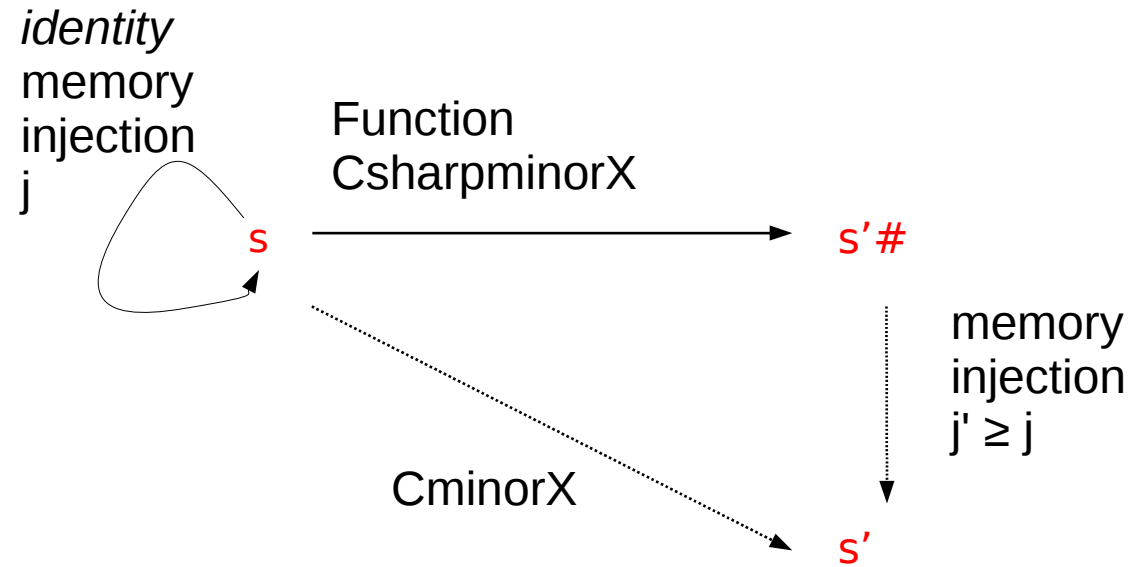 identity
memory
injection
j
Function
CsharpminorX
s
s’#
memory
injection
j' ≥ j
CminorX
s’